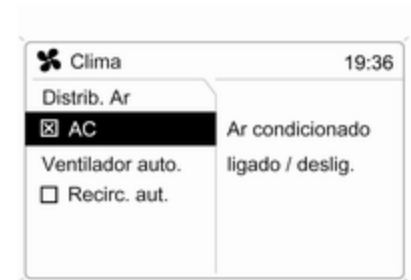 Clima 19:36
Distrib. Ar
AC
Ar condicionado
Ventilador auto.
ligado / deslig.
Recirc. aut.